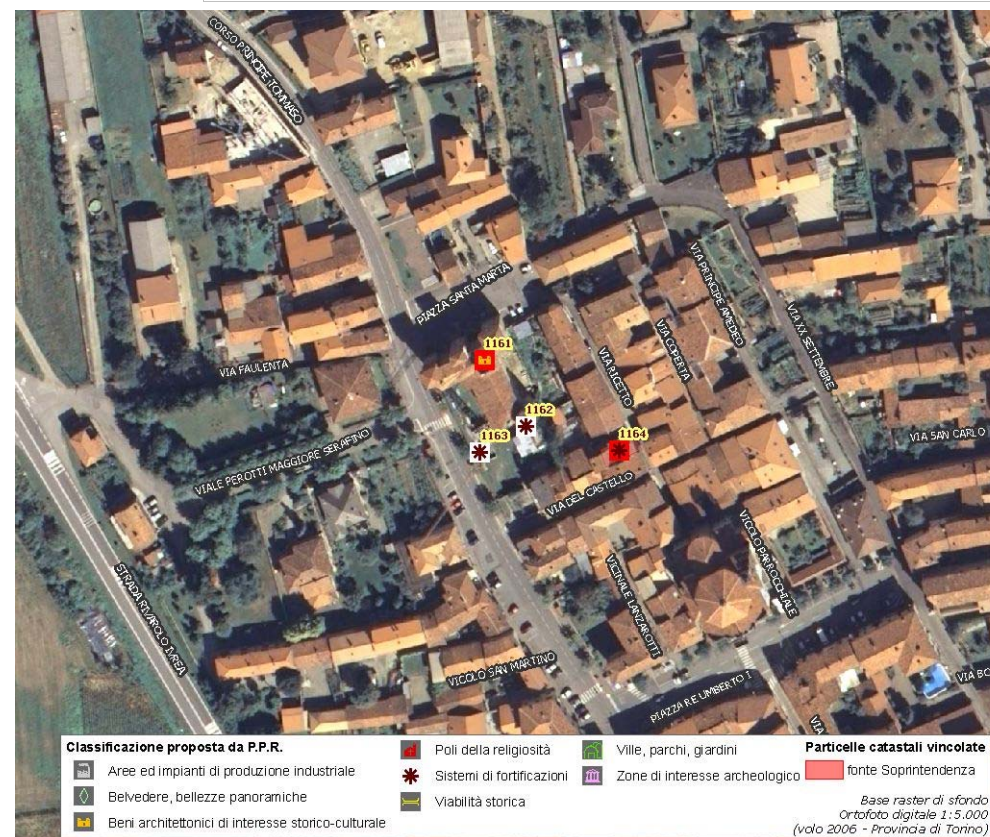 CORSO PRINCIPE TOMMASO
PIAZZA SANTA MARTA
VIA PRINCIPE AMEDEO
VIA XX SETTEMBRE
VIA COPERTA
VIA RICETTO
1161
VIA FAULENTA
1162
1163
1164
VIA SAN CARLO
VIALE PEROTTI MAGGIORE SERAFINO
VIA DEL CASTELLO
VICOLO PARROCCHIALE
VICINALE LANZAROTTI
STRADA RIVAROLO IVREA
VICOLO SAN MARTINO
PIAZZA RE UMBERTO I
VIA BO
VIA
Classificazione proposta da P.P.R.
Aree ed impianti di produzione industriale
Belvedere, bellezze panoramiche
Beni architettonici di interesse storico-culturale
Poli della religiosità
Sistemi di fortificazioni
Viabilità storica
Ville, parchi, giardini
Zone di interesse archeologico
Particelle catastali vincolate
fonte Soprintendenza
Base raster di sfondo
Ortofoto digitale 1:5.000
(volo 2006 - Provincia di Torino)